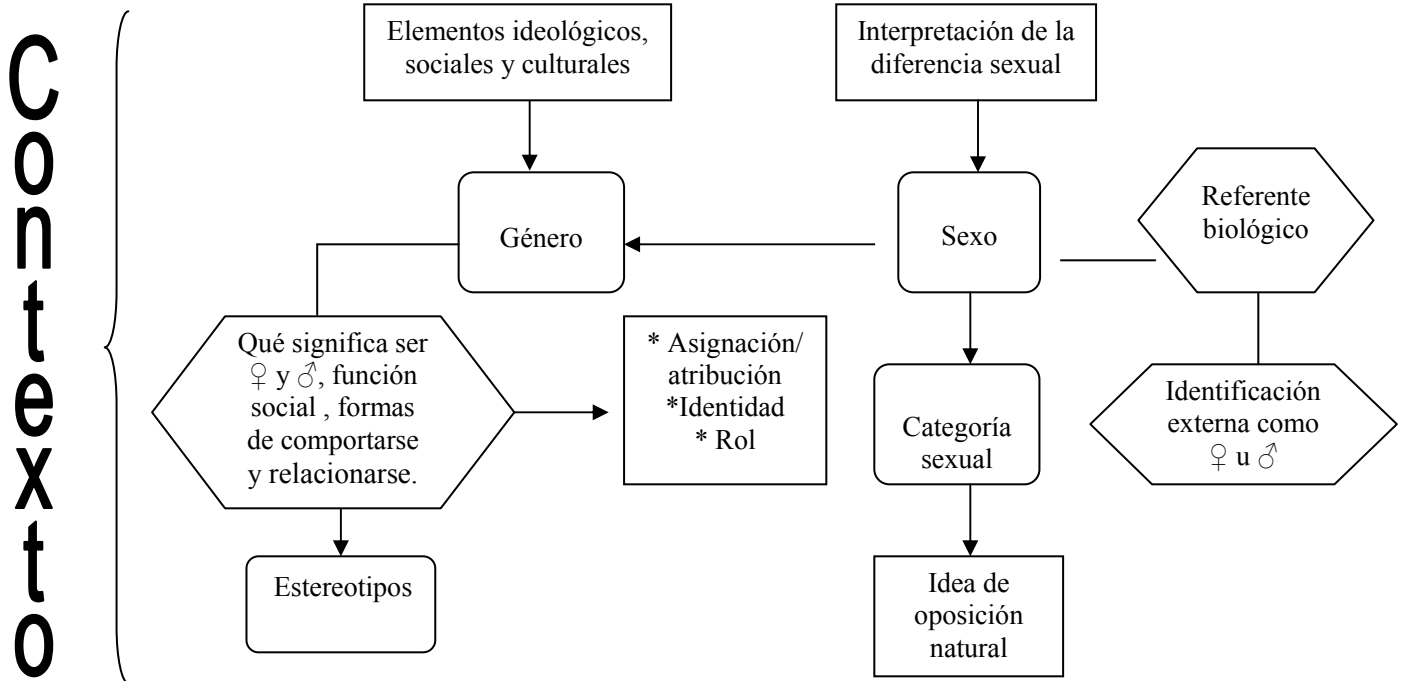 Contexto
Elementos ideológicos,
sociales y culturales
Interpretación de la
diferencia sexual
Género
Sexo
Referente
biológico
Qué significa ser
♀ y ♂, función
social , formas
de comportarse
y relacionarse.
* Asignación/
atribución
*Identidad
* Rol
Categoría
sexual
Identificación
externa como
♀ u ♂
Estereotipos
Idea de
oposición
natural